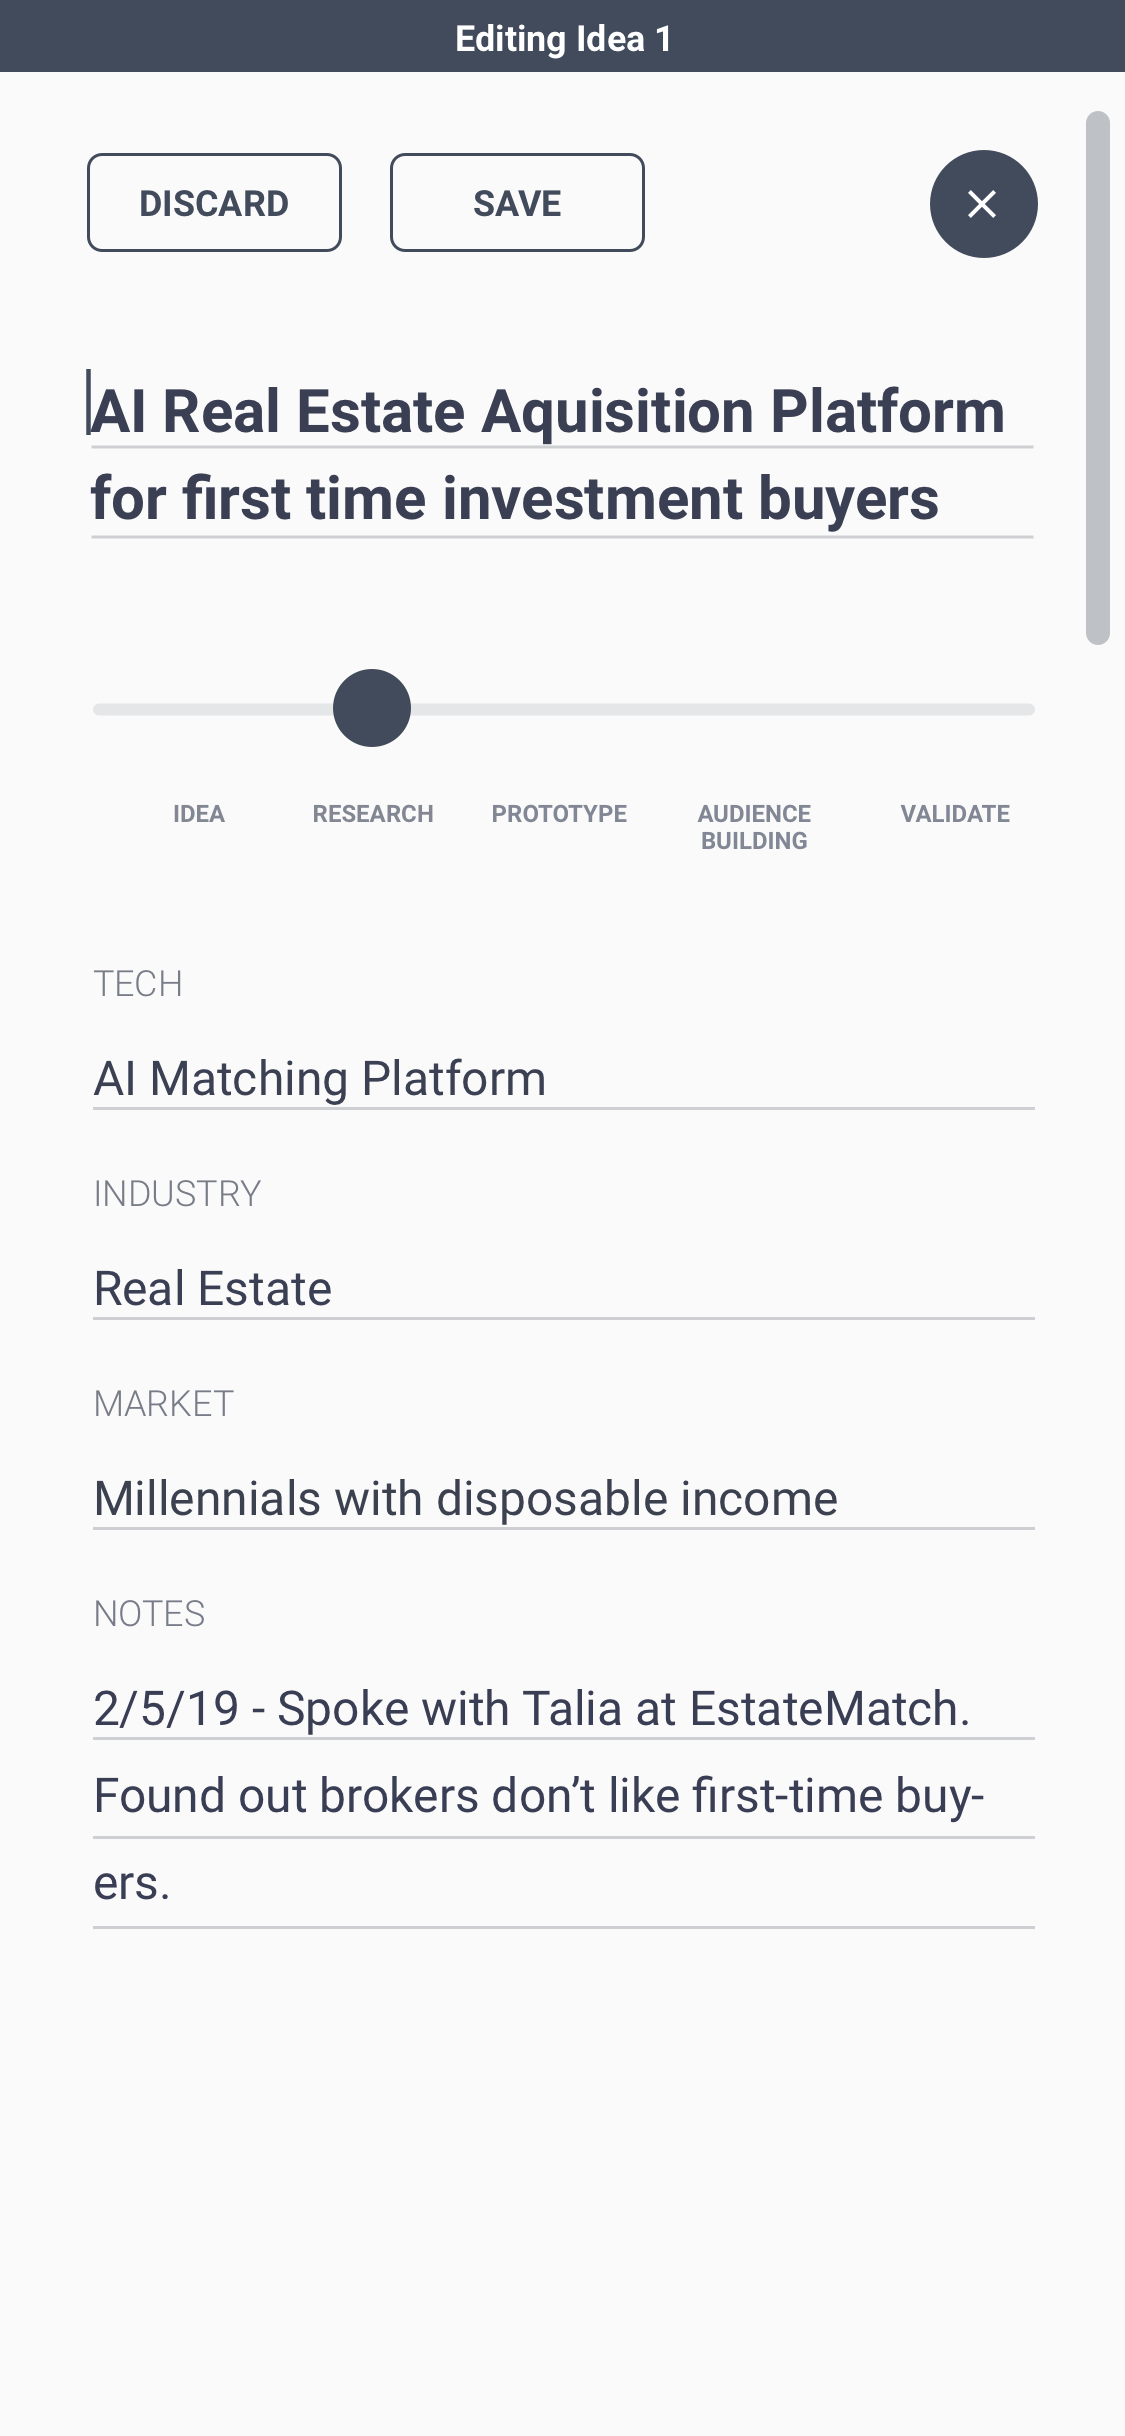 Editing Idea 1
DISCARD
SAVE
AI Real Estate Aquisition Platform
for first time investment buyers
IDEA
RESEARCH
PROTOTYPE
AUDIENCE
BUILDING
VALIDATE
TECH
AI Matching Platform
INDUSTRY
Real Estate
MARKET
Millennials with disposable income
NOTES
2/5/19 - Spoke with Talia at EstateMatch.
Found out brokers don’t like first-time buy-
ers.